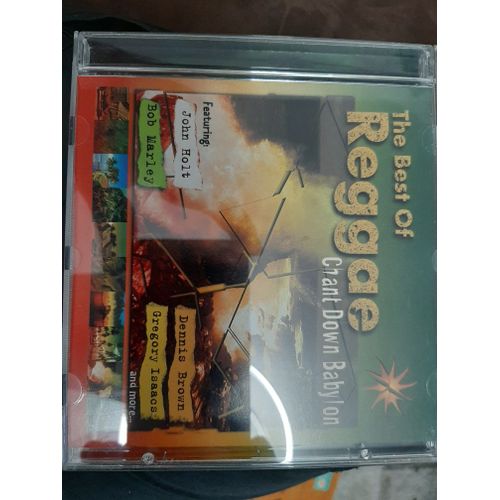 The Best Of
Reggae
Chant Down Babylon
Featuring:
John Holt
Bob Marley
Dennis Brown
Gregory Isaacs
and more...